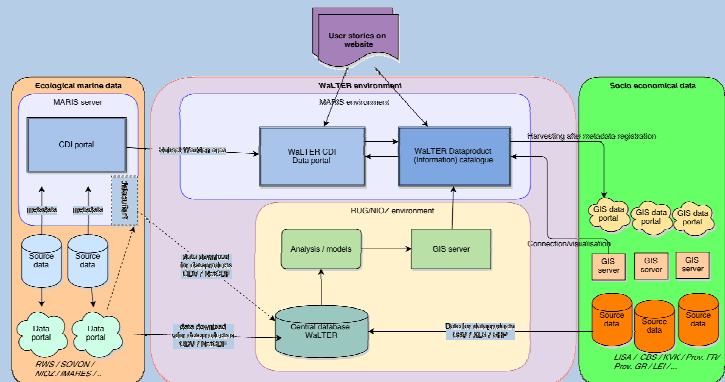 User stories on
website
Ecological marine data
WaLTER environment
Socio economical data
MARIS server
MARIS environment
CDI portal
WaLTER CDI
Data portal
WaLTER Dataproduct
(Information) catalogue
Harvesting after metadata registration
metadata
metadata
GIS data
portal
GIS data
portal
GIS data
portal
RUG/NIOZ environment
Analysis / models
GIS server
Connection/visualisation
Source
data
Source
data
GIS
server
GIS
server
GIS
server
data download
Central database
WaLTER
Source
data
Source
data
Source
data
Data
portal
Data
portal
data download
RWS / SOVON /
NIOZ / IMARES / ...
LISA / CBS / KVK / Prov. FR/
Prov. GR / LEI / ...